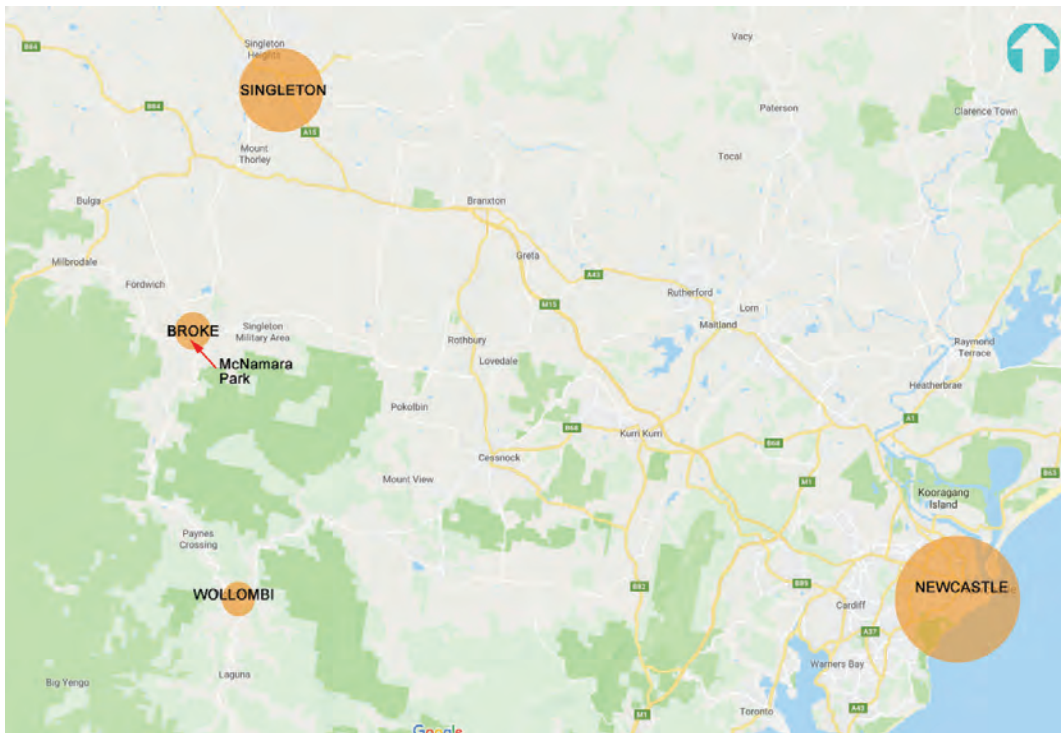 B84
Singleton
Heights
SINGLETON
Vacy
B84
A15
Paterson
Clarence Town
Mount
Thorley
Tocal
Bulga
Branxton
Milbrodale
Greta
A43
Fordwich
Rutherford
Lorn
M15
BROKE
Singleton
Military Area
Maitland
Rothbury
Raymond
Terrace
McNamara
Park
Lovedale
Heatherbrae
Pokolbin
A1
B68
Kurri Kurri
B68
Cessnock
B63
Mount View
M1
Kooragang
Island
Paynes
Crossing
WOLLOMBI
B82
B89
NEWCASTLE
Cardiff
A37
Laguna
Warners Bay
Big Yengo
A43
Toronto
M1
Google